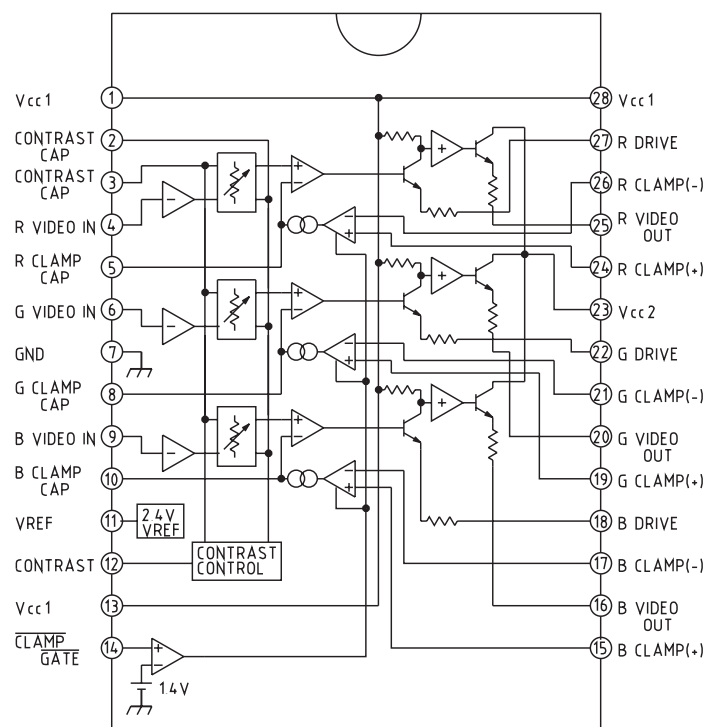 Vcc1 1
CONTRAST CAP 2
CONTRAST CAP 3
R VIDEO IN 4
R CLAMP CAP 5
G VIDEO IN 6
GND 7
G CLAMP CAP 8
B VIDEO IN 9
B CLAMP CAP 10
VREF 11
2.4V
VREF
CONTRAST 12
CONTRAST
CONTROL
Vcc1 13
CLAMP GATE 14
1.4V
28 Vcc1
27 R DRIVE
26 R CLAMP(-)
25 R VIDEO OUT
24 R CLAMP(+)
23 Vcc2
22 G DRIVE
21 G CLAMP(-)
20 G VIDEO OUT
19 G CLAMP(+)
18 B DRIVE
17 B CLAMP(-)
16 B VIDEO OUT
15 B CLAMP(+)